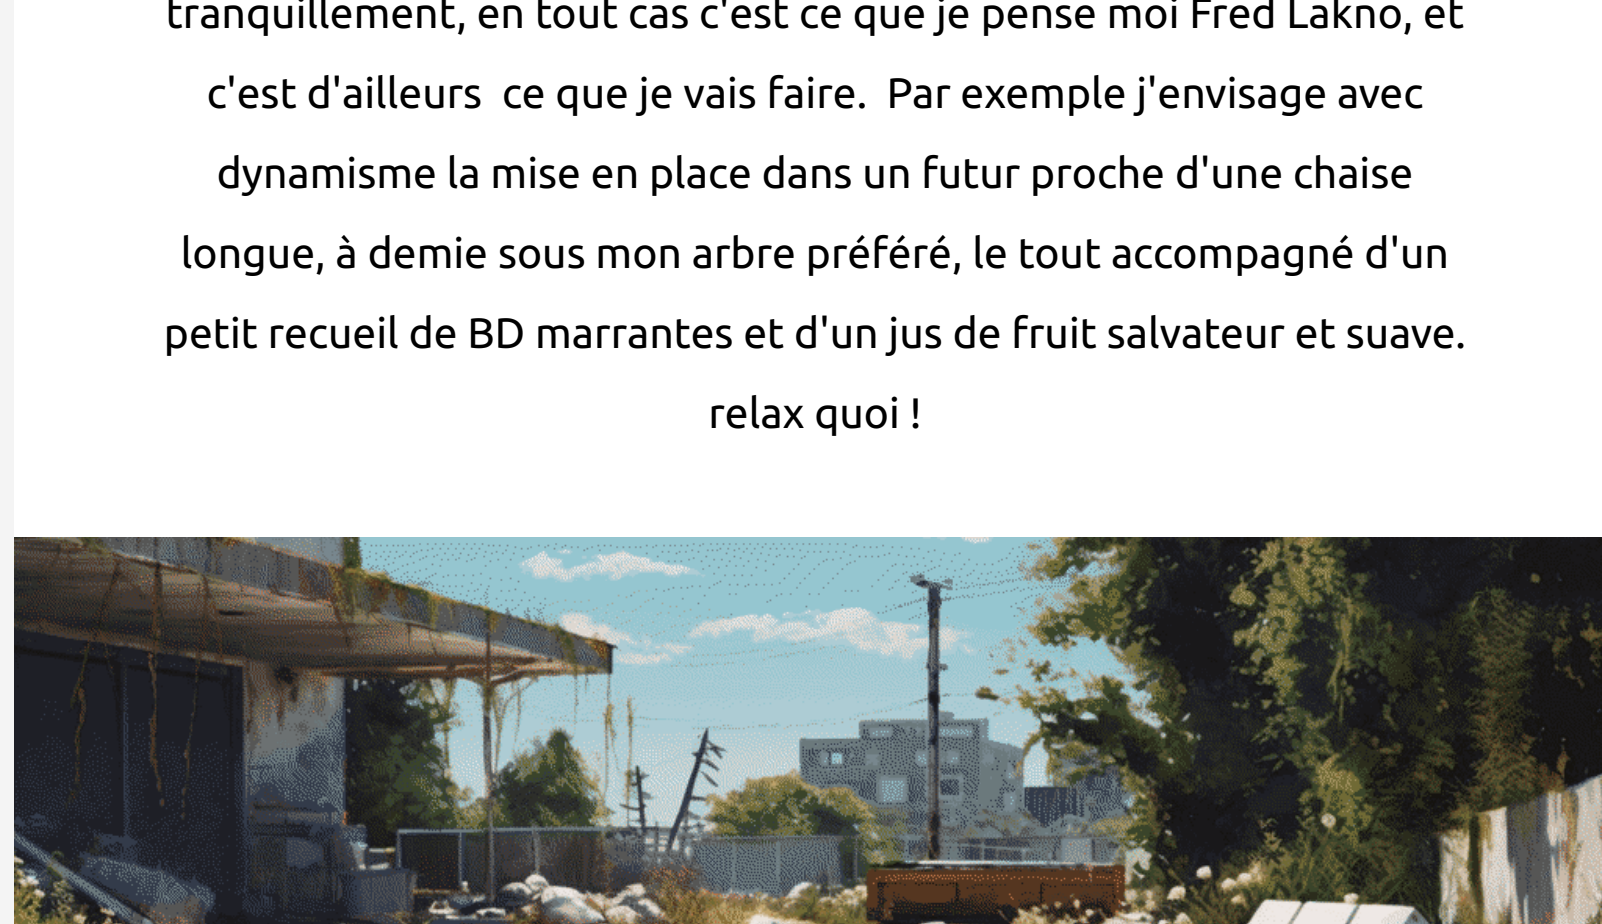 tranquillement, en tout cas c'est ce que je pense moi Fred Lakno, et
c'est d'ailleurs  ce que je vais faire.  Par exemple j'envisage avec
dynamisme la mise en place dans un futur proche d'une chaise
longue, à demie sous mon arbre préféré, le tout accompagné d'un
petit recueil de BD marrantes et d'un jus de fruit salvateur et suave.
relax quoi !